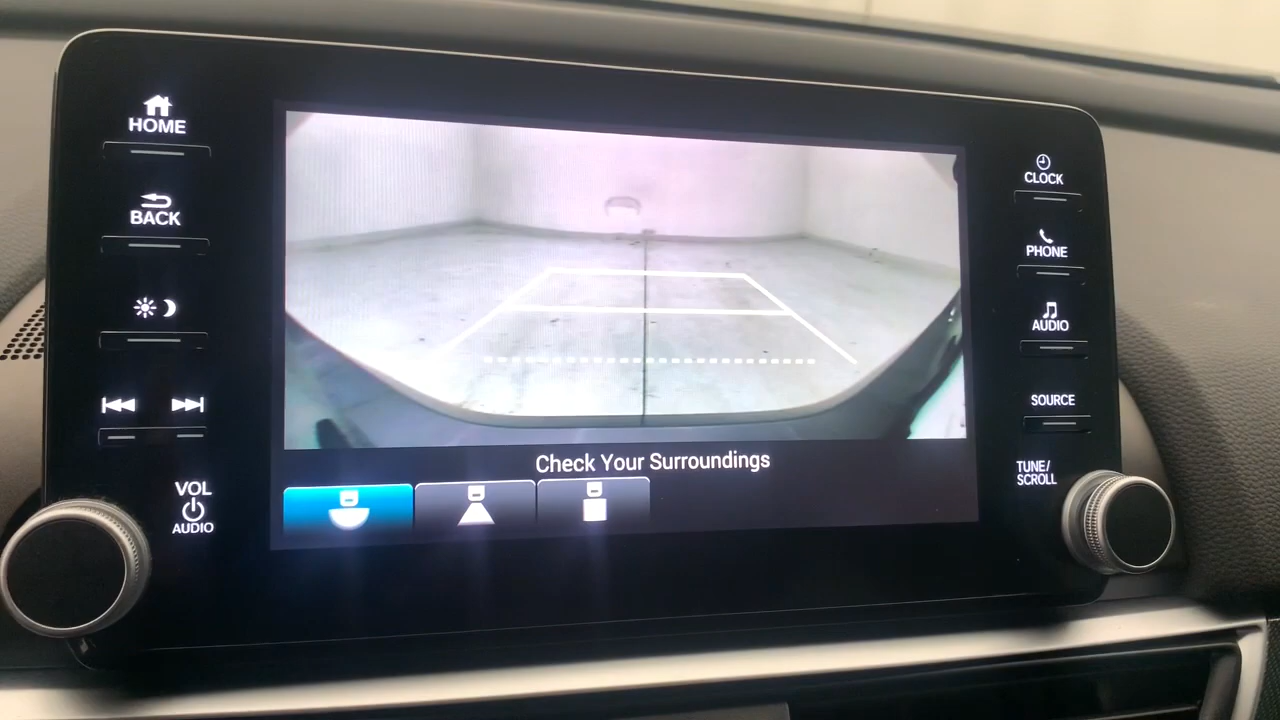 HOME
BACK
VOL
AUDIO
Check Your Surroundings
CLOCK
PHONE
AUDIO
SOURCE
TUNE/
SCROLL